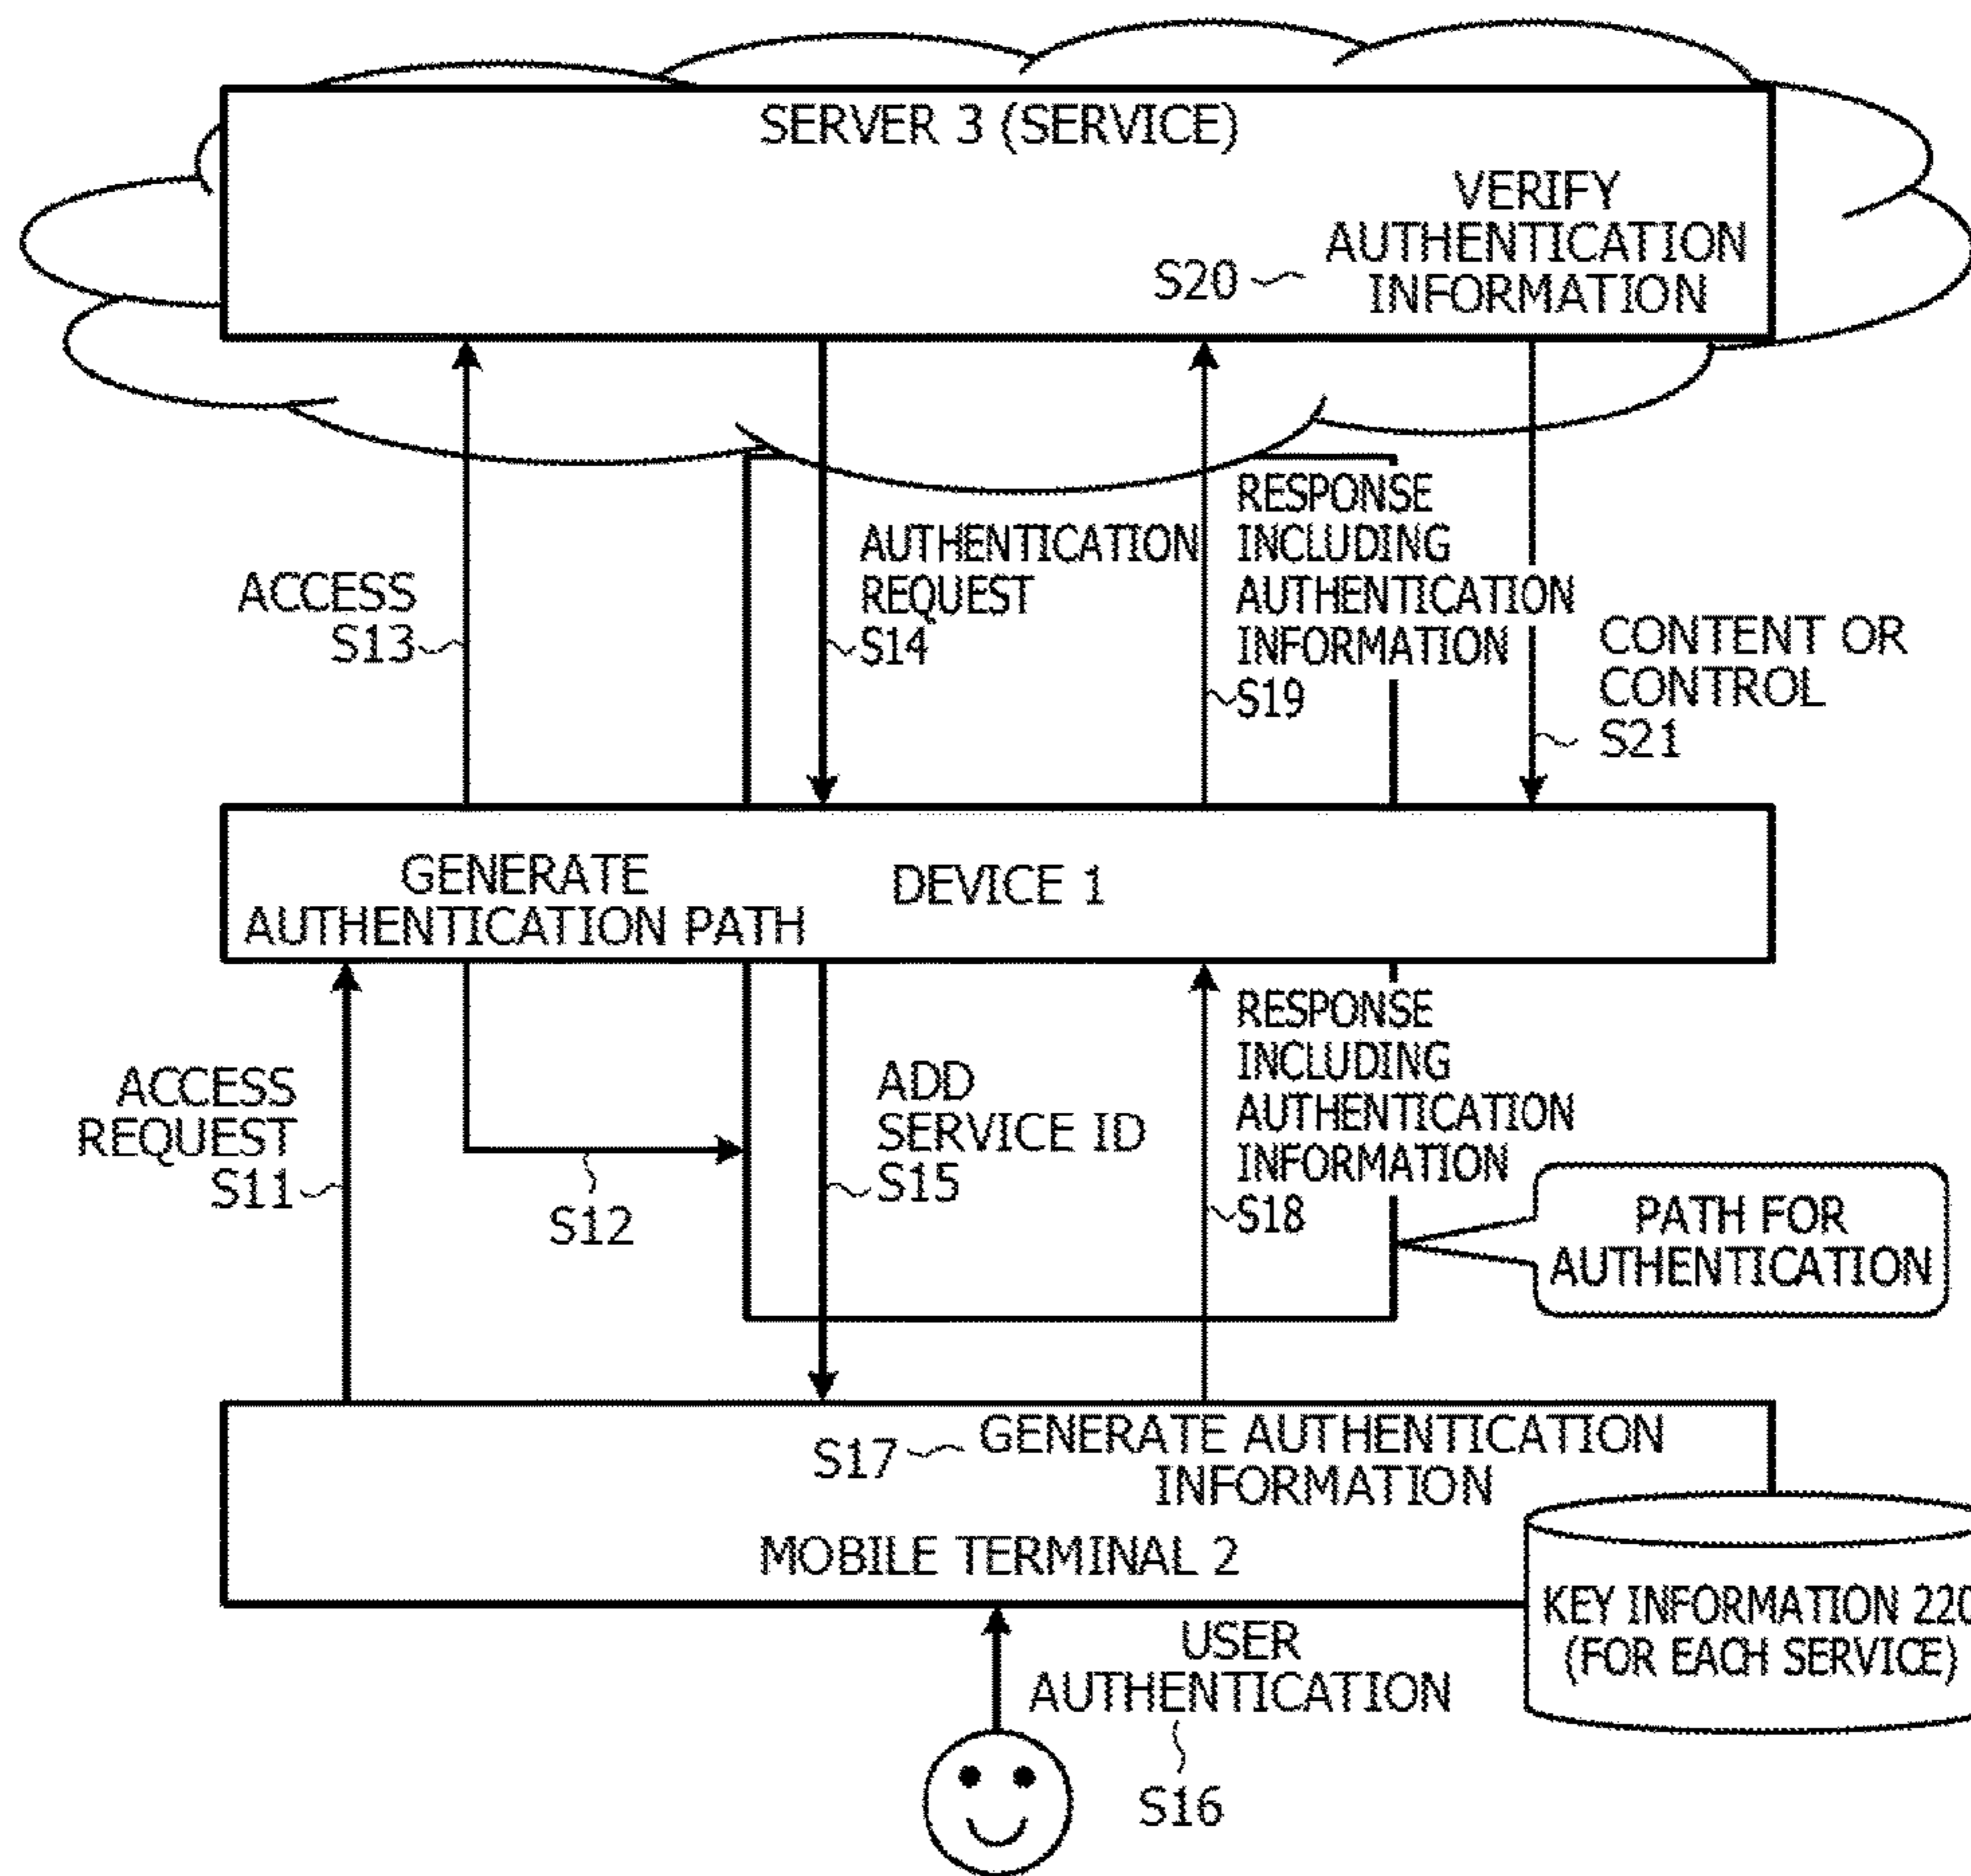 SERVER 3 (SERVICE)
VERIFY
AUTHENTICATION
INFORMATION
S20
ACCESS
S13
AUTHENTICATION
REQUEST
S14
RESPONSE
INCLUDING
AUTHENTICATION
INFORMATION
S19
CONTENT OR
CONTROL
S21
GENERATE
AUTHENTICATION PATH
DEVICE 1
ACCESS
REQUEST
S11
S12
ADD
SERVICE ID
S15
RESPONSE
INCLUDING
AUTHENTICATION
INFORMATION
S18
PATH FOR
AUTHENTICATION
S17
GENERATE AUTHENTICATION
INFORMATION
MOBILE TERMINAL 2
KEY INFORMATION 220
(FOR EACH SERVICE)
USER
AUTHENTICATION
S16